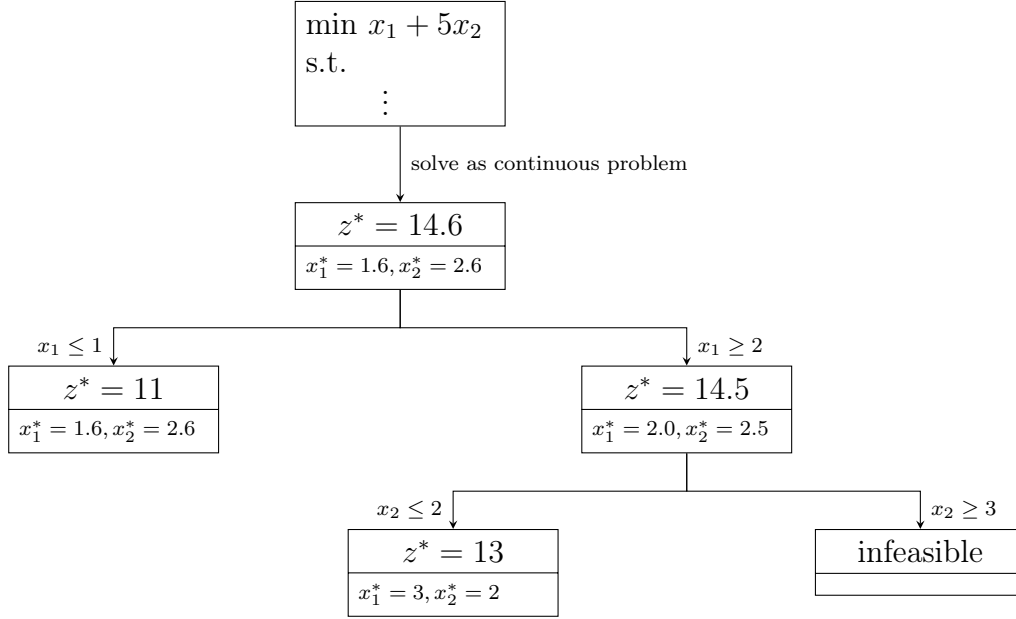 min x₁ + 5x₂
s.t.
⋮
solve as continuous problem
z* = 14.6
x₁* = 1.6, x₂* = 2.6
x₁ ≤ 1
x₁ ≥ 2
z* = 11
x₁* = 1.6, x₂* = 2.6
z* = 14.5
x₁* = 2.0, x₂* = 2.5
x₂ ≤ 2
x₂ ≥ 3
z* = 13
x₁* = 3, x₂* = 2
infeasible